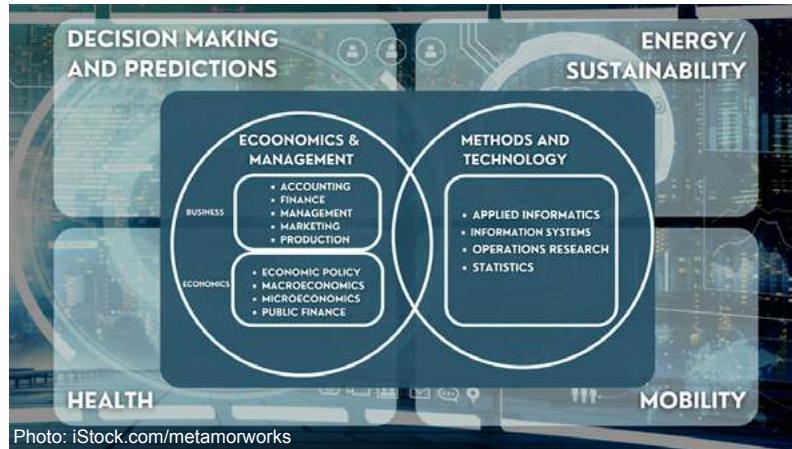 DECISION MAKING
AND PREDICTIONS
ENERGY/
SUSTAINABILITY
ECOONOMICS &
MANAGEMENT
BUSINESS
• ACCOUNTING
• FINANCE
• MANAGEMENT
• MARKETING
• PRODUCTION
ECONOMICS
• ECONOMIC POLICY
• MACROECONOMICS
• MICROECONOMICS
• PUBLIC FINANCE
METHODS AND
TECHNOLOGY
• APPLIED INFORMATICS
• INFORMATION SYSTEMS
• OPERATIONS RESEARCH
• STATISTICS
HEALTH
MOBILITY
Photo: iStock.com/metamorworks